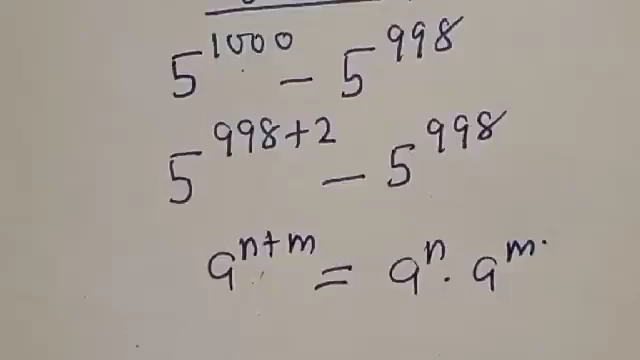 5^1000 - 5^998
5^998+2 - 5^998
a^n+m = a^n . a^m.